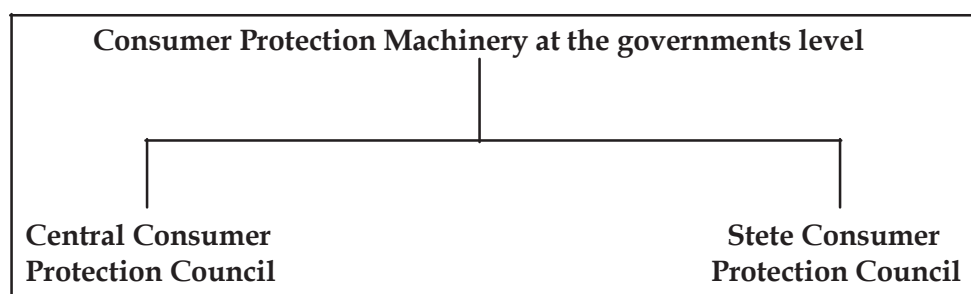 Consumer Protection Machinery at the governments level
Central Consumer
Protection Council
Stete Consumer
Protection Council